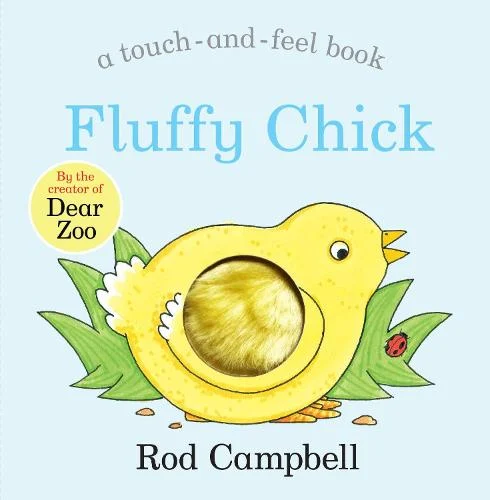 a touch-and-feel book
Fluffy Chick
By the
creator of
Dear
Zoo
Rod Campbell